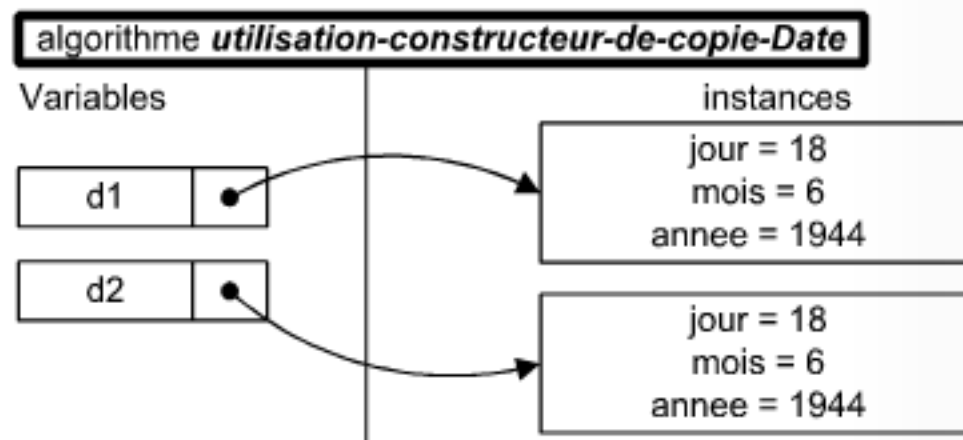 algorithme utilisation-constructeur-de-copie-Date
Variables
instances
d1
jour = 18
mois = 6
annee = 1944
d2
jour = 18
mois = 6
annee = 1944